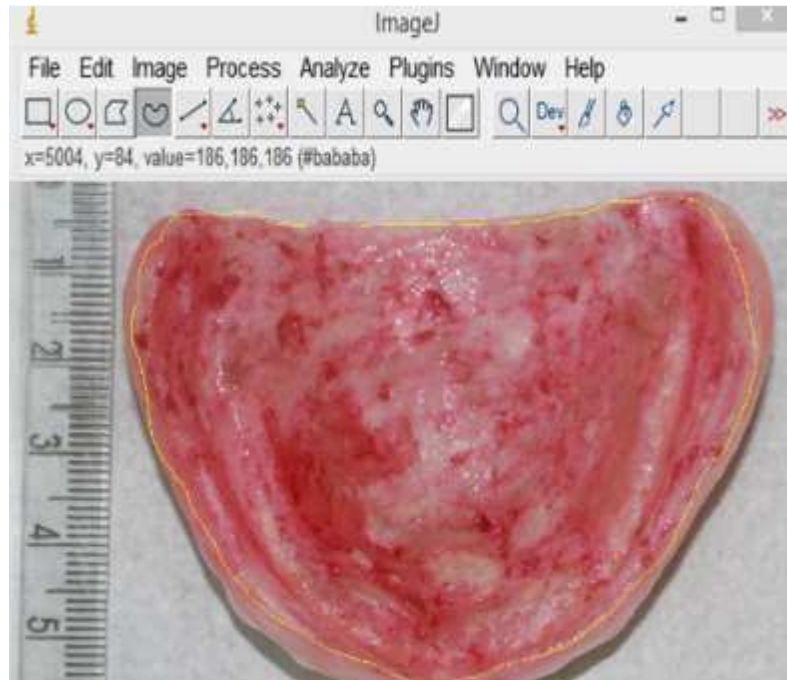 ImageJ
File Edit Image Process Analyze Plugins Window Help
A Dev >>
x=5004, y=84, value=186,186,186 (#bababa)
1
2
3
4
5